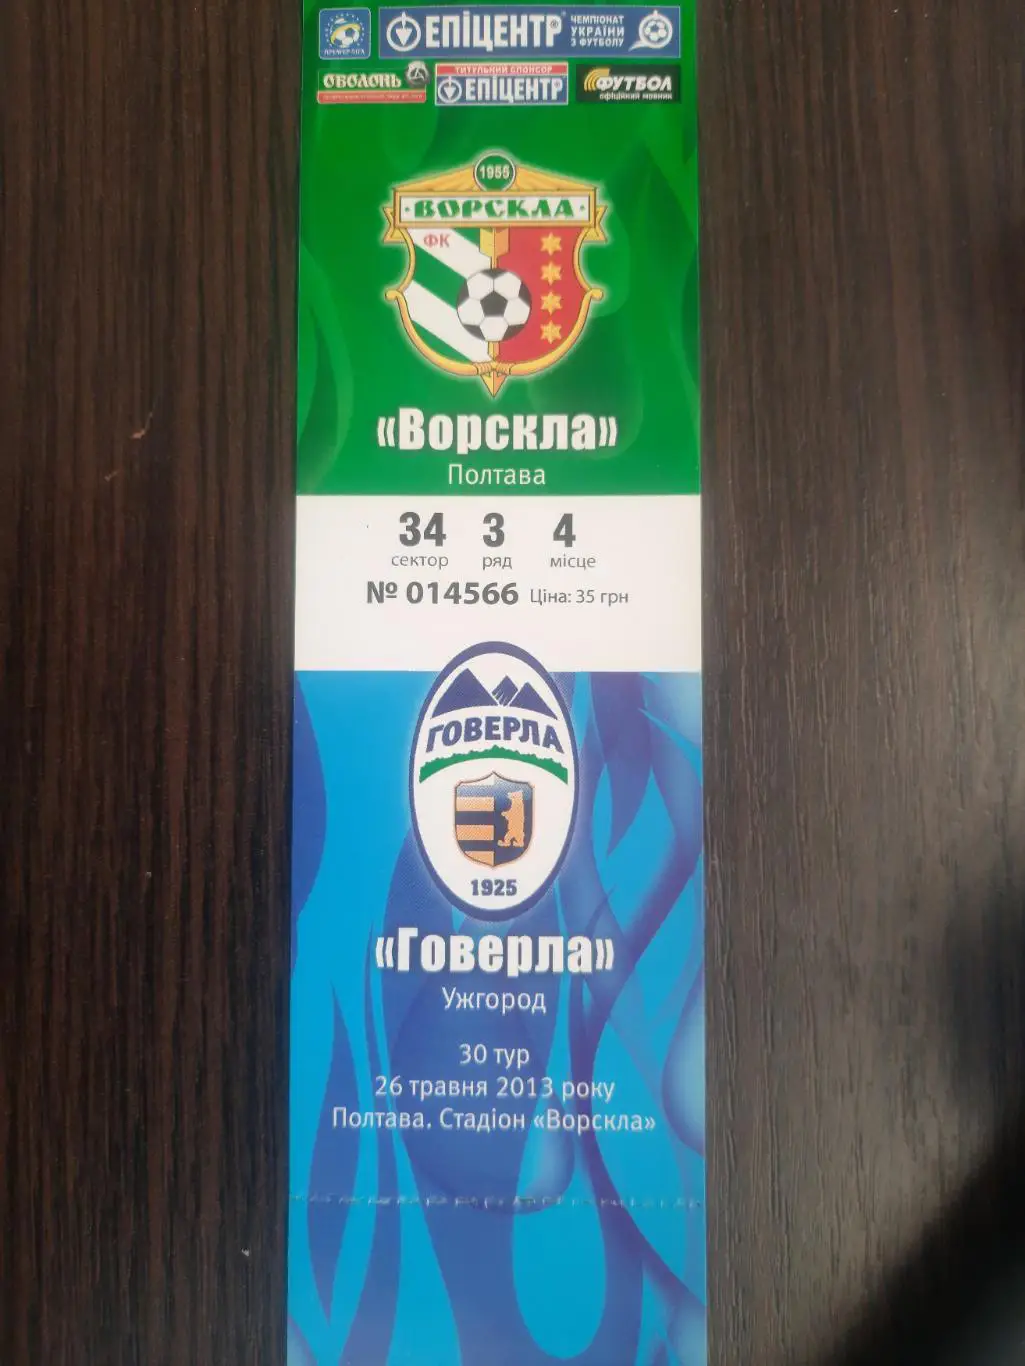 ЕПІЦЕНТР
ЧЕМПІОНАТ
УКРАЇНИ
З ФУТБОЛУ
ОБОЛОНЬ
ТИТУЛЬНИЙ СПОНСОР
ЕПІЦЕНТР
ФУТБОЛ
офіційний мовник
1955
ВОРСКЛА
ФК
«Ворскла»
Полтава
34 3 4
сектор ряд місце
№ 014566 Ціна: 35 грн
ГОВЕРЛА
1925
«Говерла»
Ужгород
30 тур
26 травня 2013 року
Полтава. Стадіон «Ворскла»